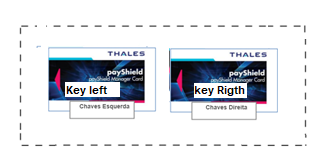 THALES
payShield
payShield Manager Card
Key left
Chaves Esquerda
THALES
payShield
payShield Manager Card
key Rigth
Chaves Direita